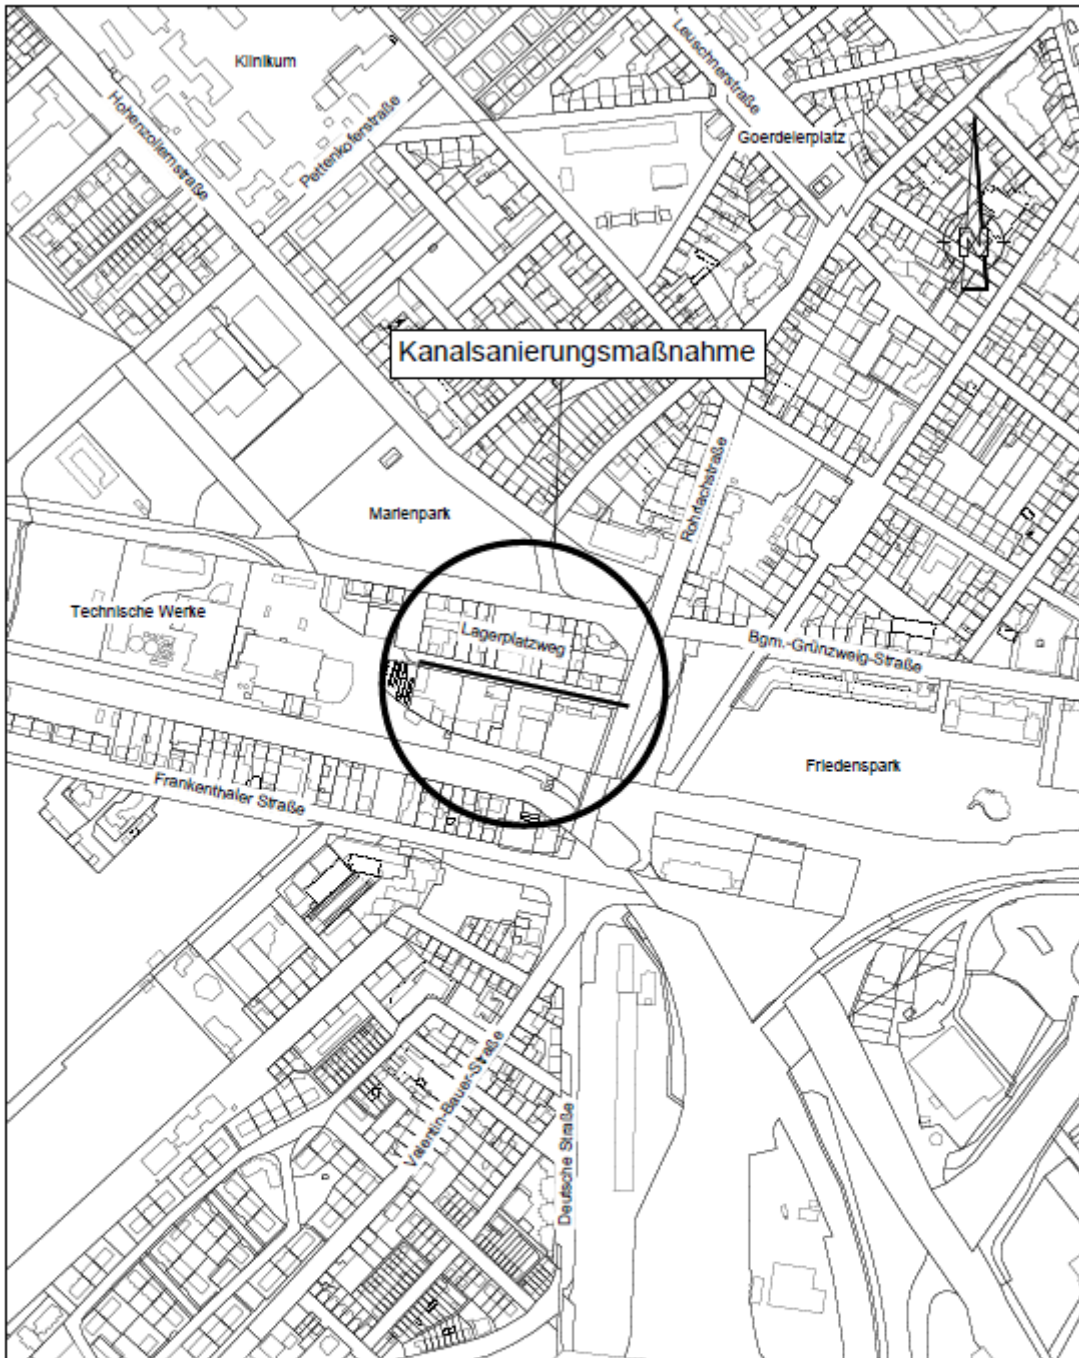 Klinikum
Leuschnerstraße
Hohenzollernstraße
Pettenkoferstraße
Goerdelerplatz
N
Kanalsanierungsmaßnahme
Rohrlachstraße
Marienpark
Technische Werke
Lagerplatzweg
Bgm.-Grünzweig-Straße
Friedenspark
Frankenthaler Straße
Valentin-Bauer-Straße
Deutsche Straße